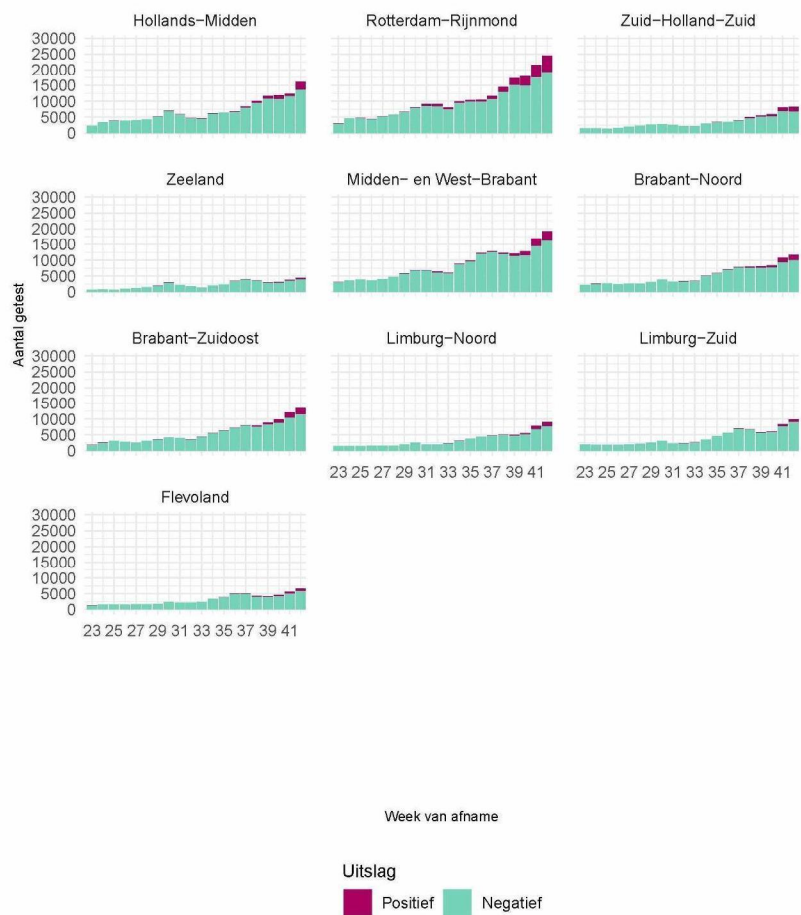 Hollands−Midden
Rotterdam−Rijnmond
Zuid−Holland−Zuid
30000
25000
20000
15000
10000
5000
0
Zeeland
Midden− en West−Brabant
Brabant−Noord
30000
25000
20000
15000
10000
5000
0
Aantal getest
Brabant−Zuidoost
Limburg−Noord
Limburg−Zuid
30000
25000
20000
15000
10000
5000
0
23 25 27 29 31 33 35 37 39 41
23 25 27 29 31 33 35 37 39 41
Flevoland
30000
25000
20000
15000
10000
5000
0
23 25 27 29 31 33 35 37 39 41
Week van afname
Uitslag
Positief Negatief